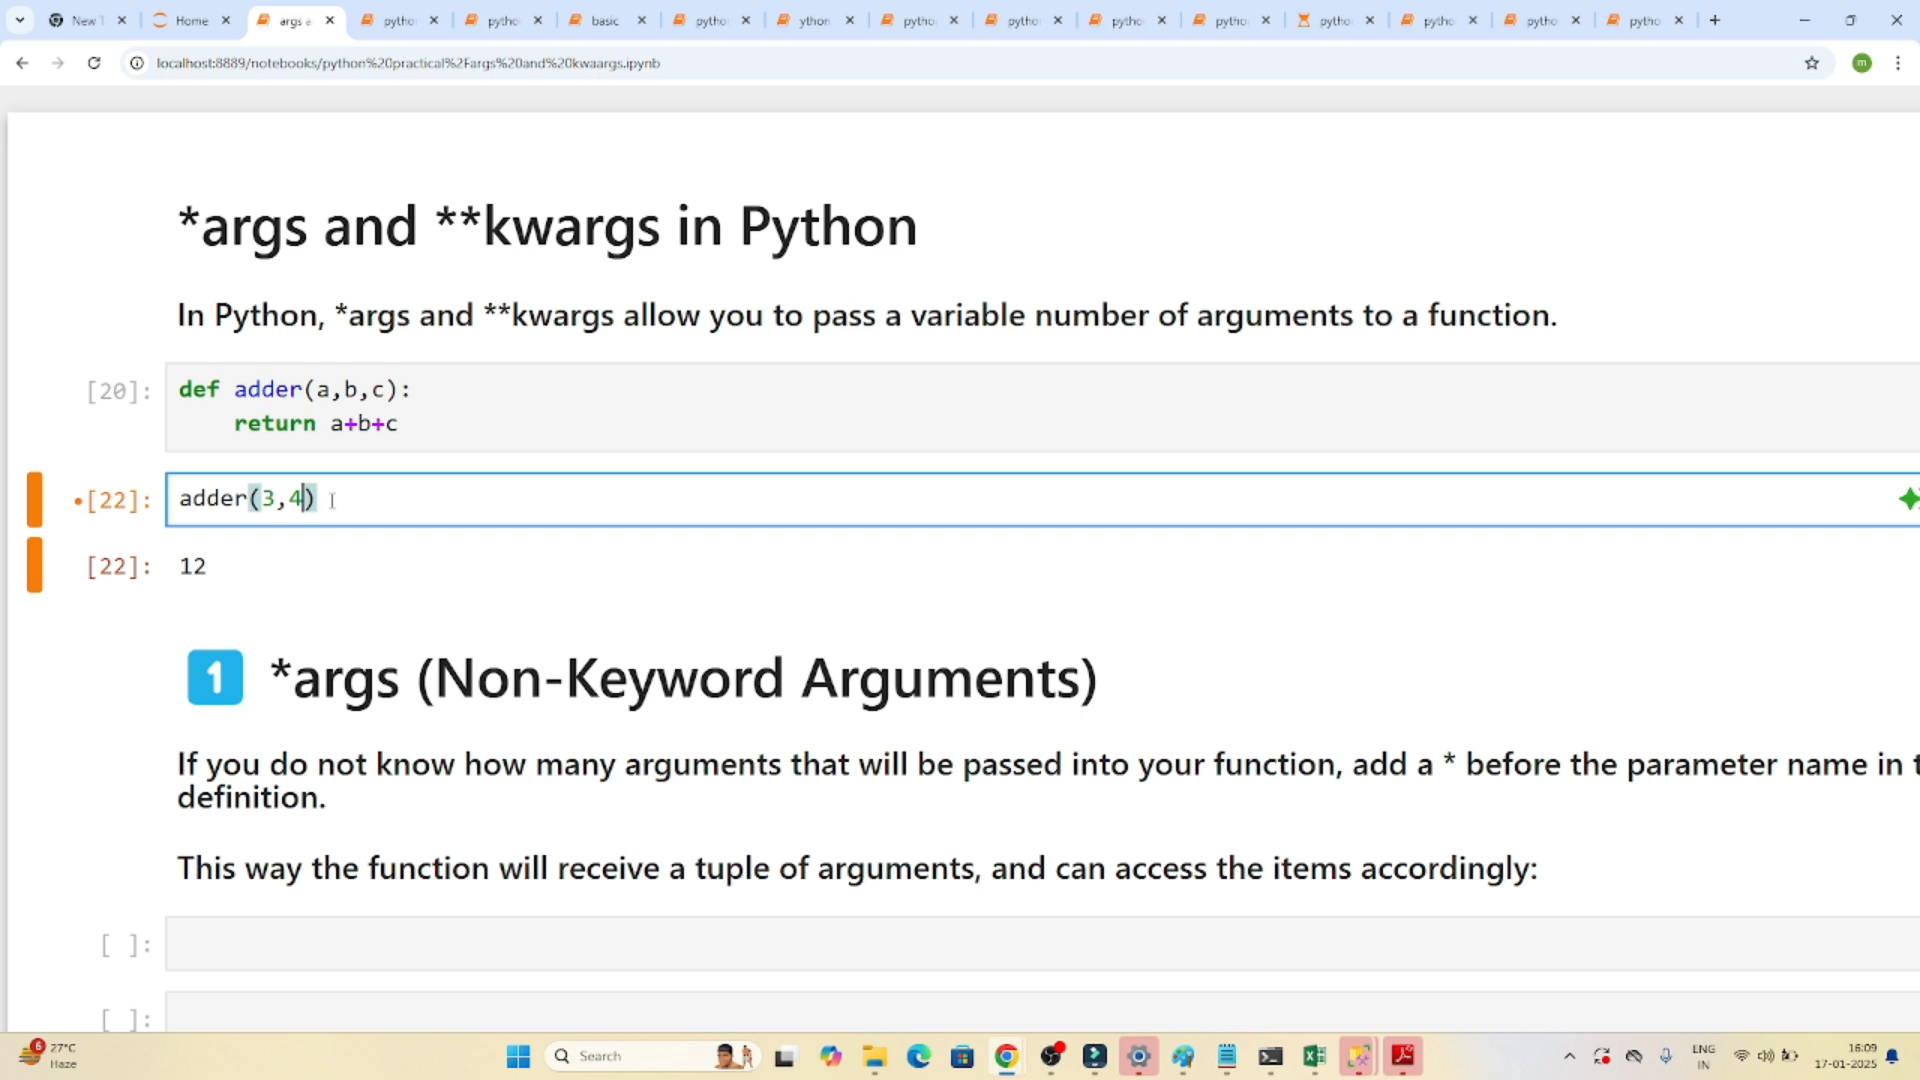 New T
Home
args a
pytho
pytho
basic
pytho
ython
pytho
pytho
pytho
pytho
pytho
pytho
pytho
pytho
localhost:8889/notebooks/python%20practical%2Fargs%20and%20kwaargs.ipynb
m
*args and **kwargs in Python
In Python, *args and **kwargs allow you to pass a variable number of arguments to a function.
[20]: def adder(a,b,c):
return a+b+c
[22]: adder(3,4)
[22]: 12
1 *args (Non-Keyword Arguments)
If you do not know how many arguments that will be passed into your function, add a * before the parameter name in t
definition.
This way the function will receive a tuple of arguments, and can access the items accordingly:
[ ]:
[ ]:
6
27°C
Haze
Search
ENG
IN
16:09
17-01-2025